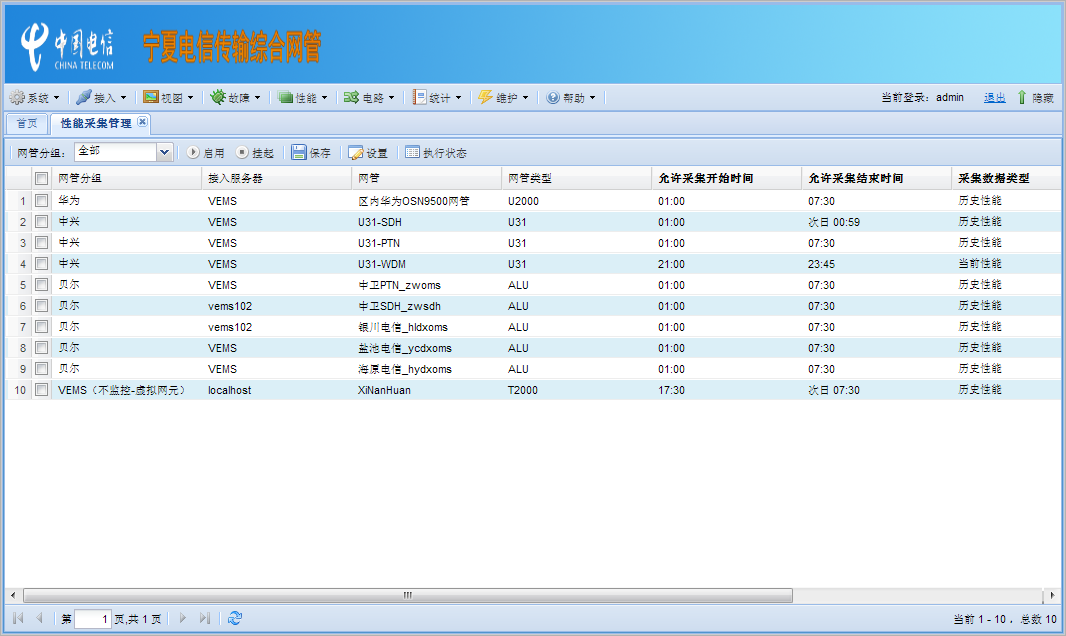 中国电信 宁夏电信传输综合网管
CHINA TELECOM
系统 接入 视图 故障 性能 电路 统计 维护 帮助 当前登录: admin 退出 隐藏
首页 性能采集管理
网管分组: 全部 启用 挂起 保存 设置 执行状态
网管分组 接入服务器 网管 网管类型 允许采集开始时间 允许采集结束时间 采集数据类型
1 华为 VEMS 区内华为OSN9500网管 U2000 01:00 07:30 历史性能
2 中兴 VEMS U31-SDH U31 01:00 次日 00:59 历史性能
3 中兴 VEMS U31-PTN U31 01:00 07:30 历史性能
4 中兴 VEMS U31-WDM U31 21:00 23:45 当前性能
5 贝尔 VEMS 中卫PTN_zwoms ALU 01:00 07:30 历史性能
6 贝尔 vems102 中卫SDH_zwsdh ALU 01:00 07:30 历史性能
7 贝尔 vems102 银川电信_hldxoms ALU 01:00 07:30 历史性能
8 贝尔 VEMS 盐池电信_ycdxoms ALU 01:00 07:30 历史性能
9 贝尔 VEMS 海原电信_hydxoms ALU 01:00 07:30 历史性能
10 VEMS（不监控-虚拟网元） localhost XiNanHuan T2000 17:30 次日 07:30 历史性能
第 1 页,共 1 页 当前 1 - 10 ，总数 10